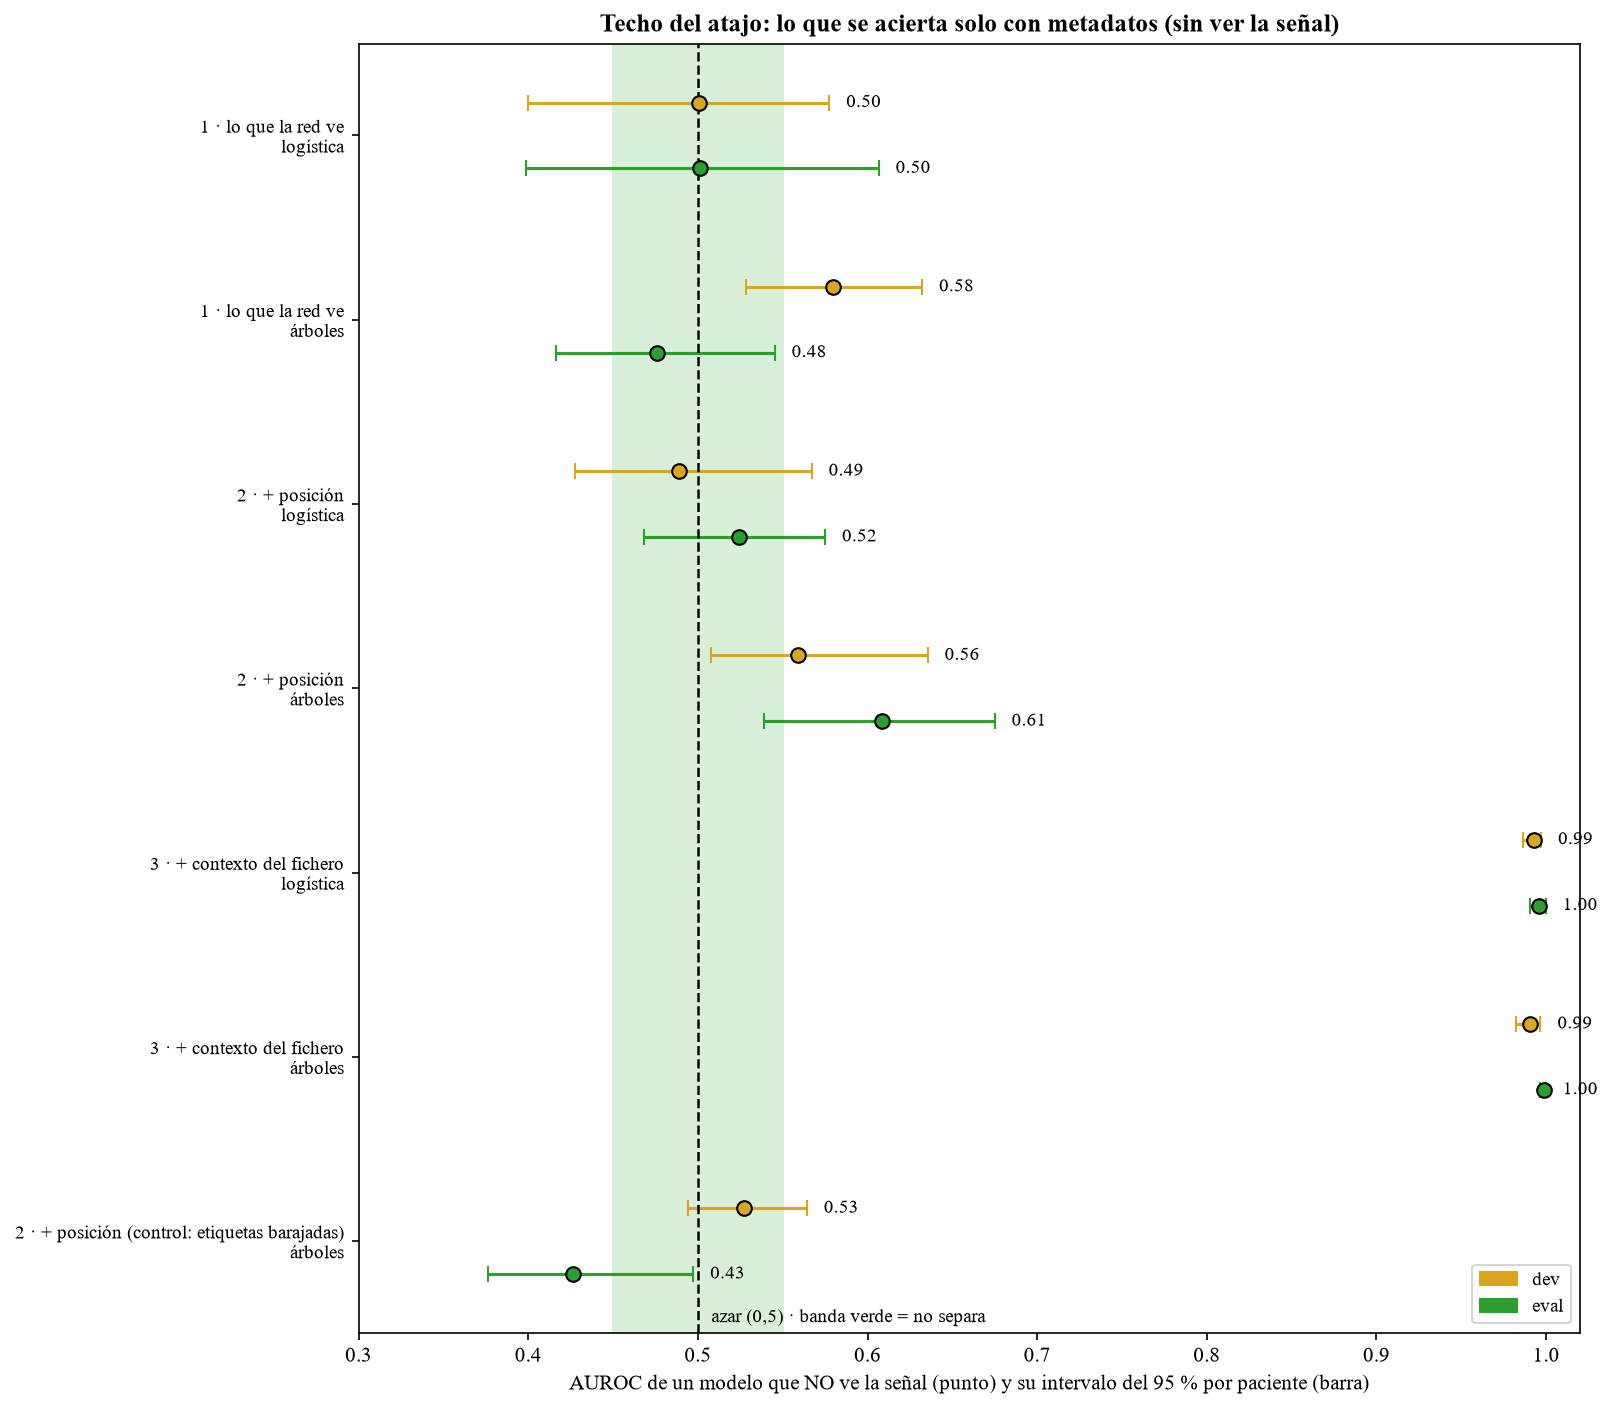 Techo del atajo: lo que se acierta solo con metadatos (sin ver la señal)
1 · lo que la red ve
logística
0.50
0.50
1 · lo que la red ve
árboles
0.58
0.48
2 · + posición
logística
0.49
0.52
2 · + posición
árboles
0.56
0.61
3 · + contexto del fichero
logística
0.99
1.00
3 · + contexto del fichero
árboles
0.99
1.00
2 · + posición (control: etiquetas barajadas)
árboles
0.53
0.43
azar (0,5) · banda verde = no separa
dev
eval
0.3 0.4 0.5 0.6 0.7 0.8 0.9 1.0
AUROC de un modelo que NO ve la señal (punto) y su intervalo del 95 % por paciente (barra)